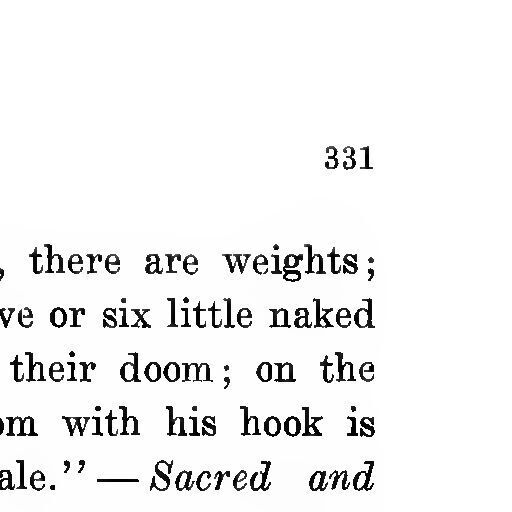 331
, there are weights;
ve or six little naked
their doom; on the
om with his hook is
ale.” — Sacred and